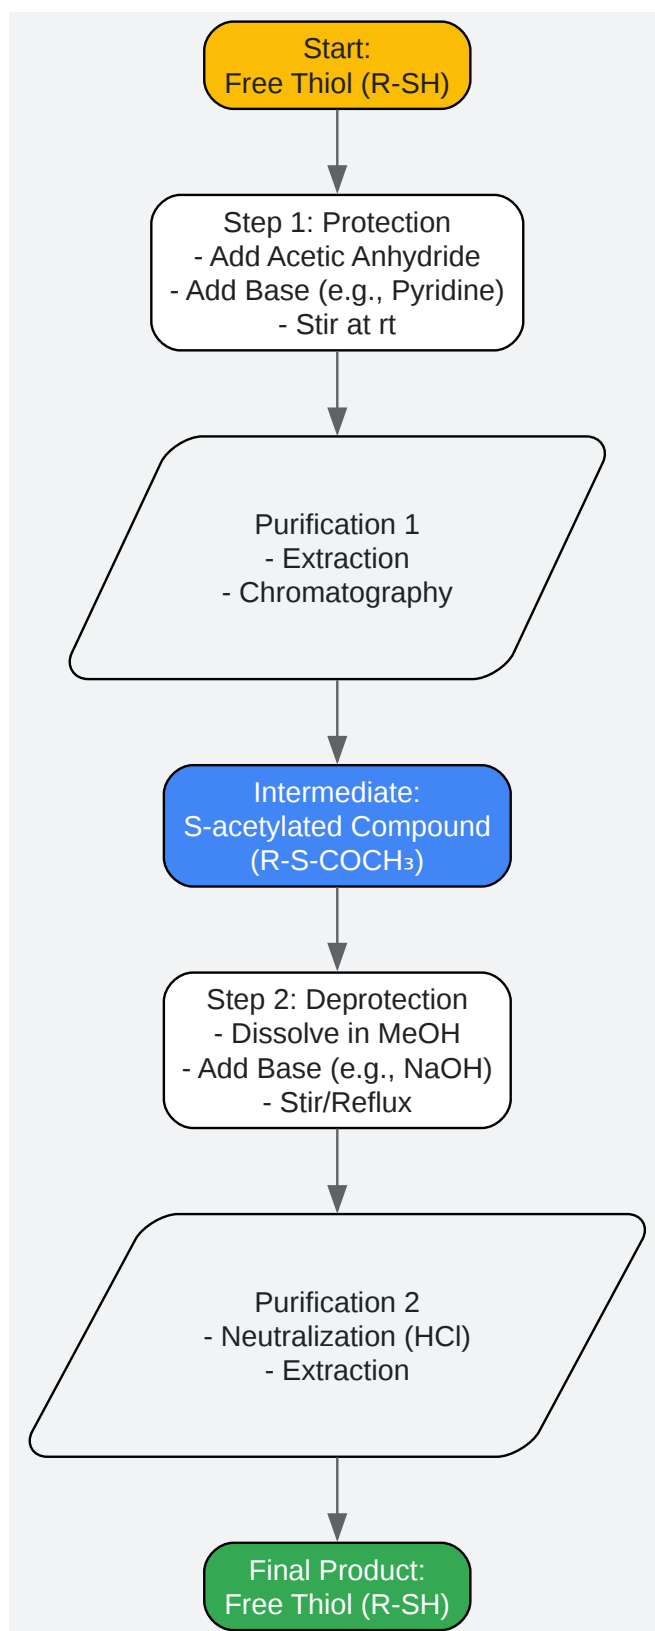 Start:
Free Thiol (R-SH)
Step 1: Protection
- Add Acetic Anhydride
- Add Base (e.g., Pyridine)
- Stir at rt
Purification 1
- Extraction
- Chromatography
Intermediate:
S-acetylated Compound
(R-S-COCH₃)
Step 2: Deprotection
- Dissolve in MeOH
- Add Base (e.g., NaOH)
- Stir/Reflux
Purification 2
- Neutralization (HCl)
- Extraction
Final Product:
Free Thiol (R-SH)